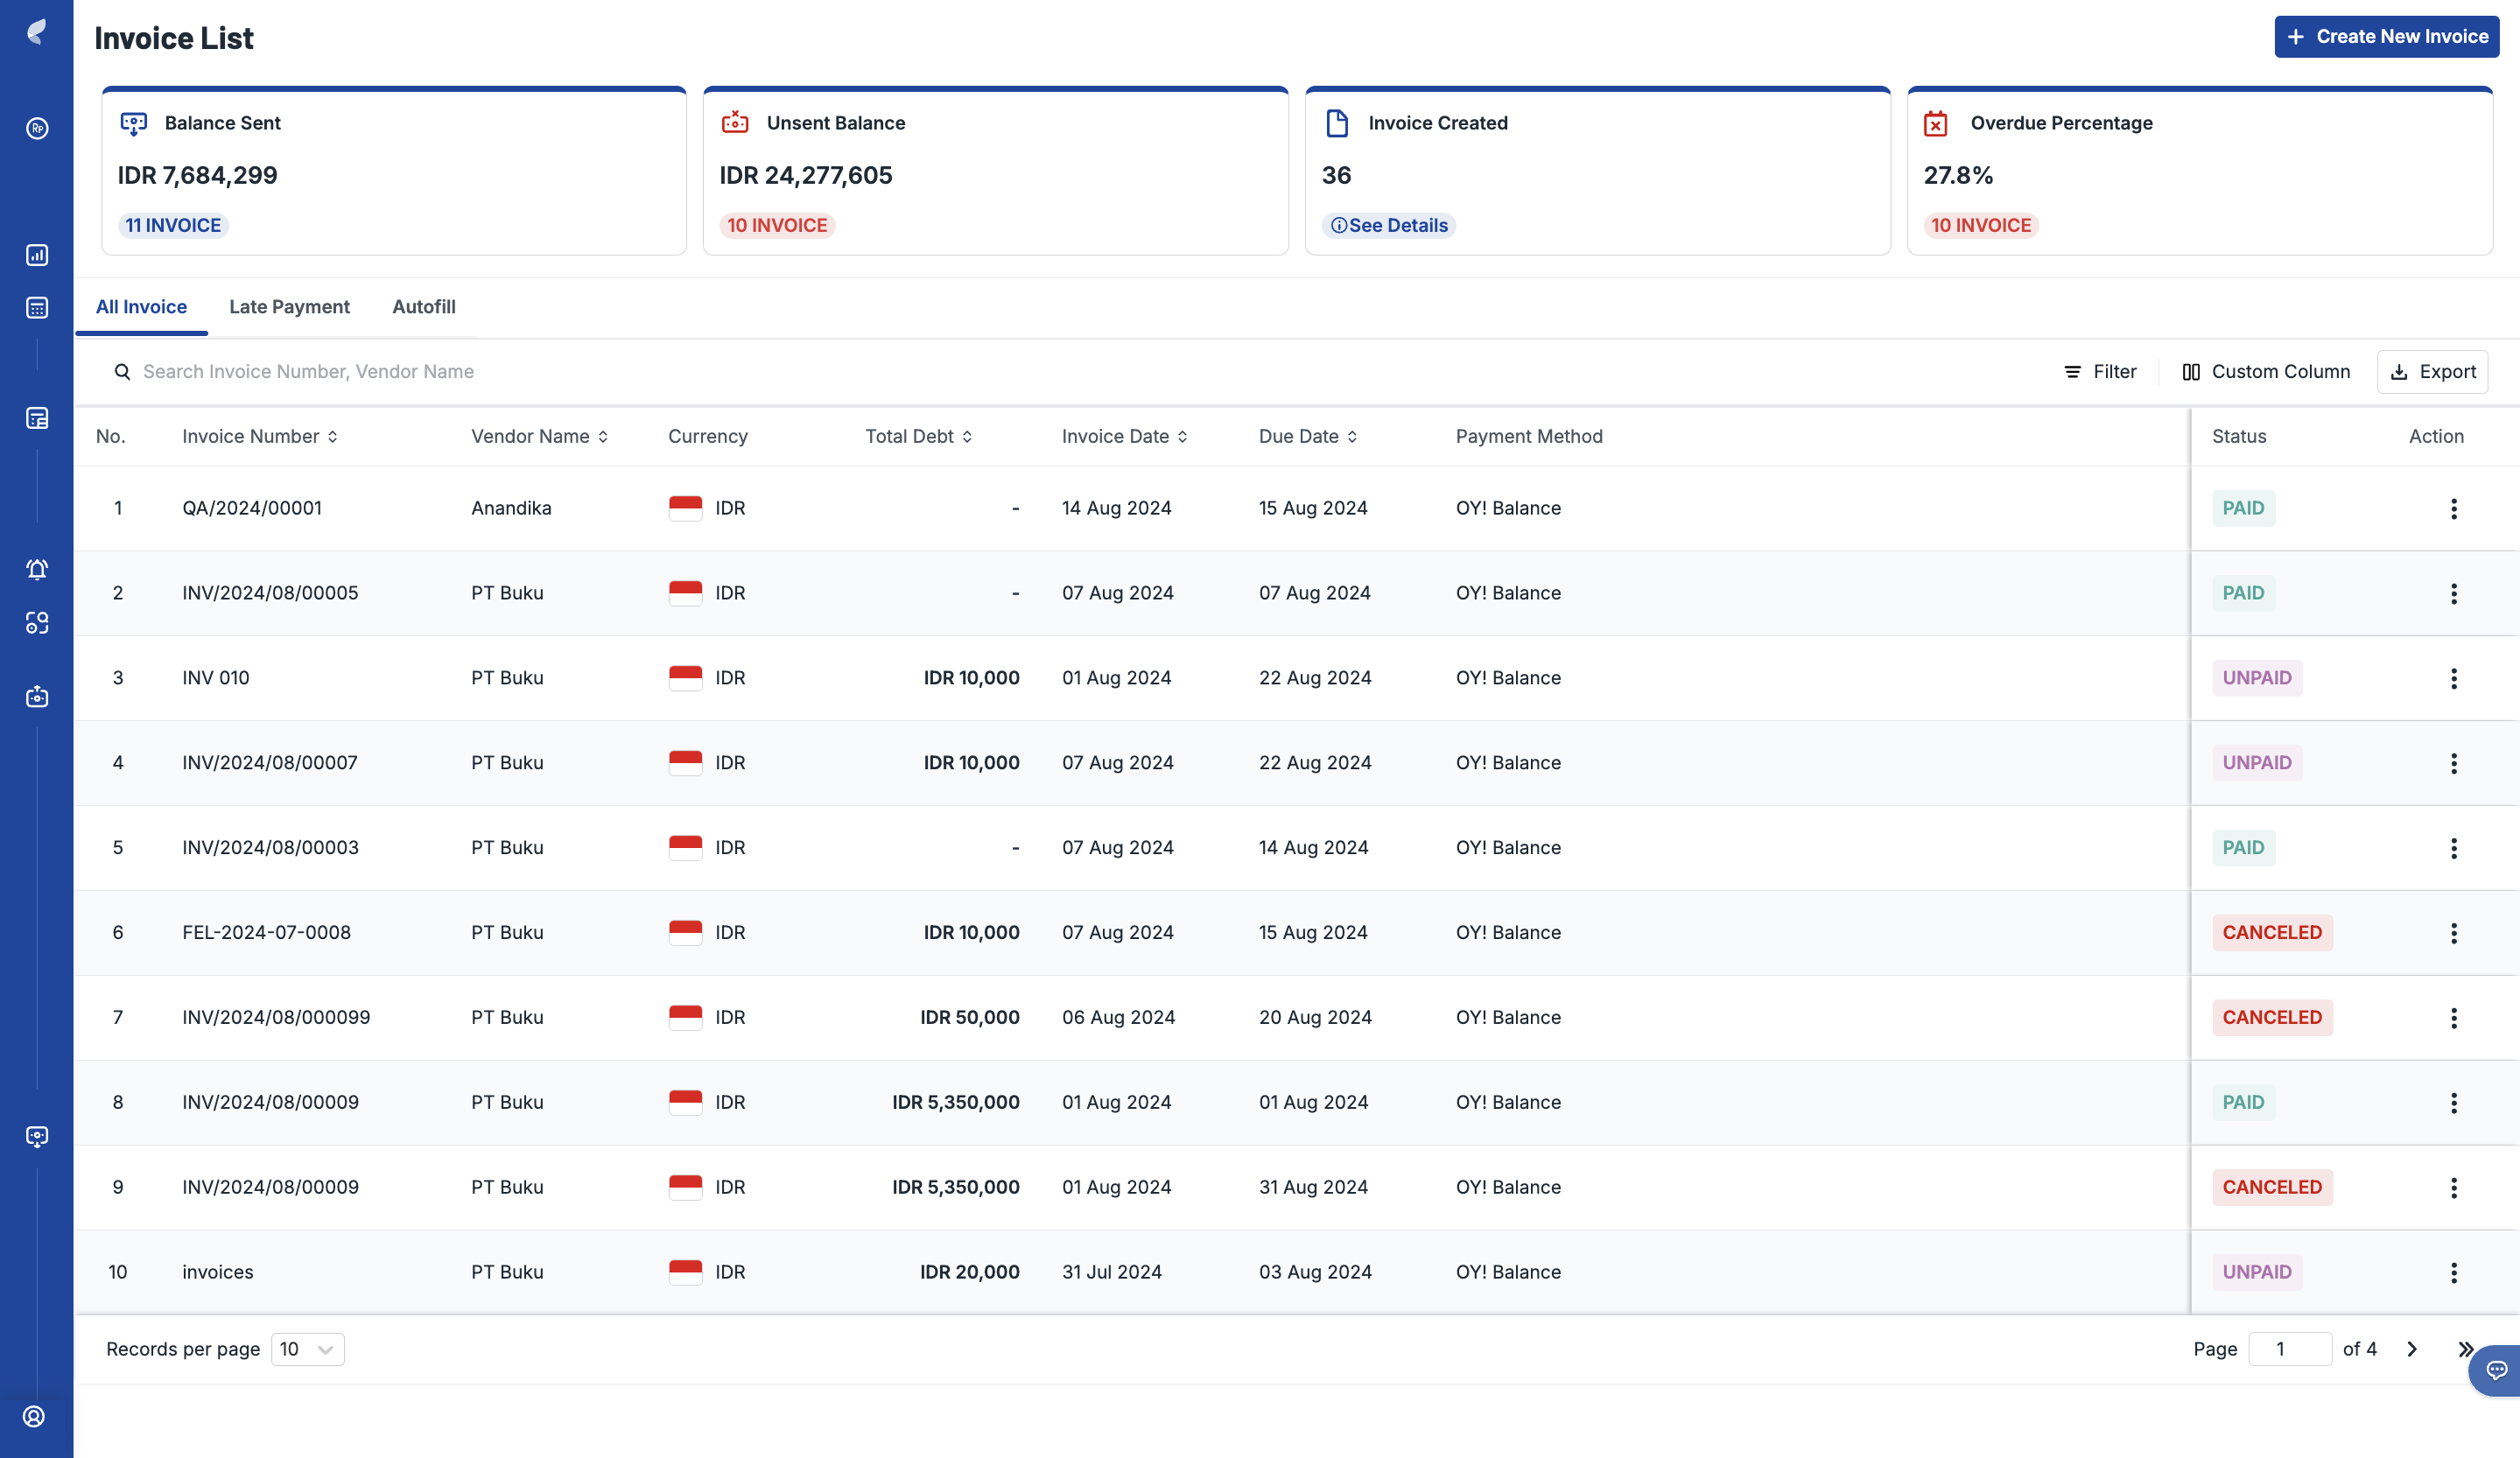 Invoice List
Create New Invoice
Balance Sent
IDR 7,684,299
11 INVOICE
Unsent Balance
IDR 24,277,605
10 INVOICE
Invoice Created
36
See Details
Overdue Percentage
27.8%
10 INVOICE
All Invoice Late Payment Autofill
Search Invoice Number, Vendor Name
Filter Custom Column Export
No. Invoice Number Vendor Name Currency Total Debt Invoice Date Due Date Payment Method Status Action
1 QA/2024/00001 Anandika IDR - 14 Aug 2024 15 Aug 2024 OY! Balance PAID
2 INV/2024/08/00005 PT Buku IDR - 07 Aug 2024 07 Aug 2024 OY! Balance PAID
3 INV 010 PT Buku IDR IDR 10,000 01 Aug 2024 22 Aug 2024 OY! Balance UNPAID
4 INV/2024/08/00007 PT Buku IDR IDR 10,000 07 Aug 2024 22 Aug 2024 OY! Balance UNPAID
5 INV/2024/08/00003 PT Buku IDR - 07 Aug 2024 14 Aug 2024 OY! Balance PAID
6 FEL-2024-07-0008 PT Buku IDR IDR 10,000 07 Aug 2024 15 Aug 2024 OY! Balance CANCELED
7 INV/2024/08/000099 PT Buku IDR IDR 50,000 06 Aug 2024 20 Aug 2024 OY! Balance CANCELED
8 INV/2024/08/00009 PT Buku IDR IDR 5,350,000 01 Aug 2024 01 Aug 2024 OY! Balance PAID
9 INV/2024/08/00009 PT Buku IDR IDR 5,350,000 01 Aug 2024 31 Aug 2024 OY! Balance CANCELED
10 invoices PT Buku IDR IDR 20,000 31 Jul 2024 03 Aug 2024 OY! Balance UNPAID
Records per page 10 Page 1 of 4